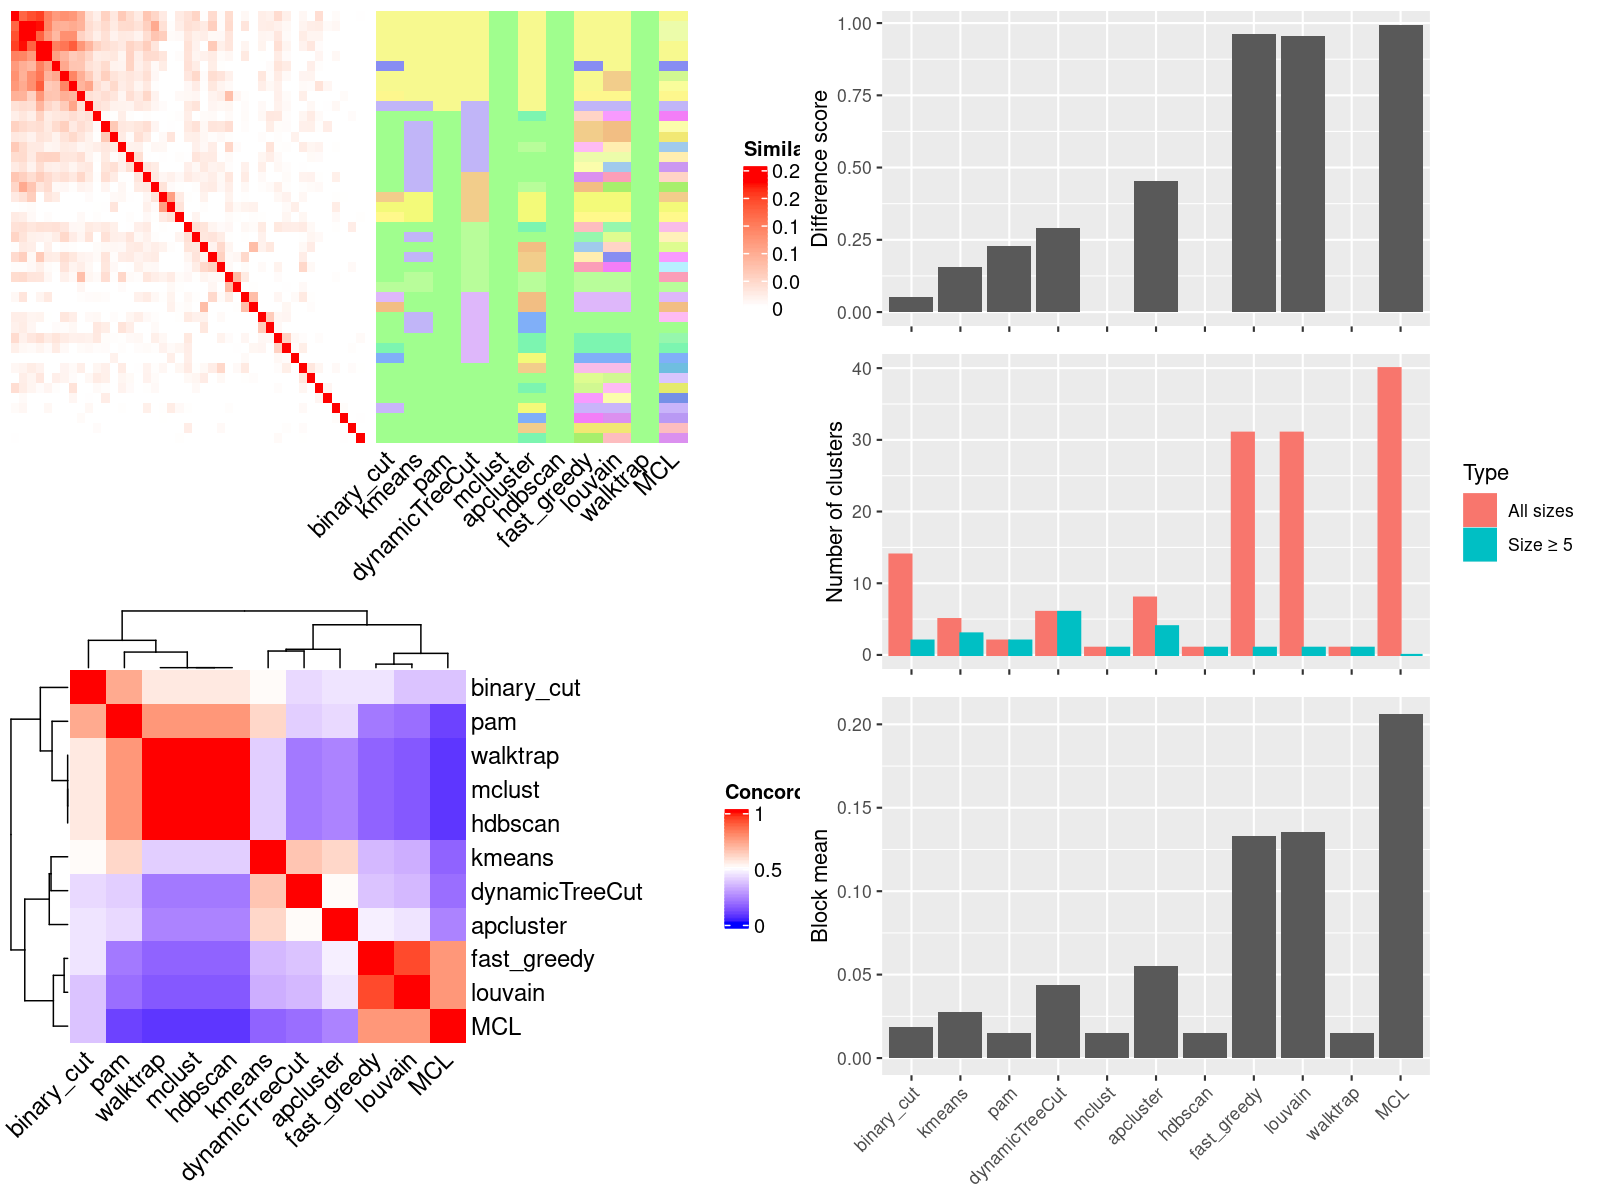 Simila
0.2
0.2
0.1
0.1
0.0
0
binary_cut
kmeans
pam
dynamicTreeCut
mclust
apcluster
hdbscan
fast_greedy
louvain
walktrap
MCL
Difference score
1.00
0.75
0.50
0.25
0.00
Number of clusters
40
30
20
10
0
Type
All sizes
Size ≥ 5
binary_cut
pam
walktrap
mclust
hdbscan
kmeans
dynamicTreeCut
apcluster
fast_greedy
louvain
MCL
binary_cut
pam
walktrap
mclust
hdbscan
kmeans
dynamicTreeCut
apcluster
fast_greedy
louvain
MCL
Concord
1
0.5
0
Block mean
0.20
0.15
0.10
0.05
0.00
binary_cut
kmeans
pam
dynamicTreeCut
mclust
apcluster
hdbscan
fast_greedy
louvain
walktrap
MCL